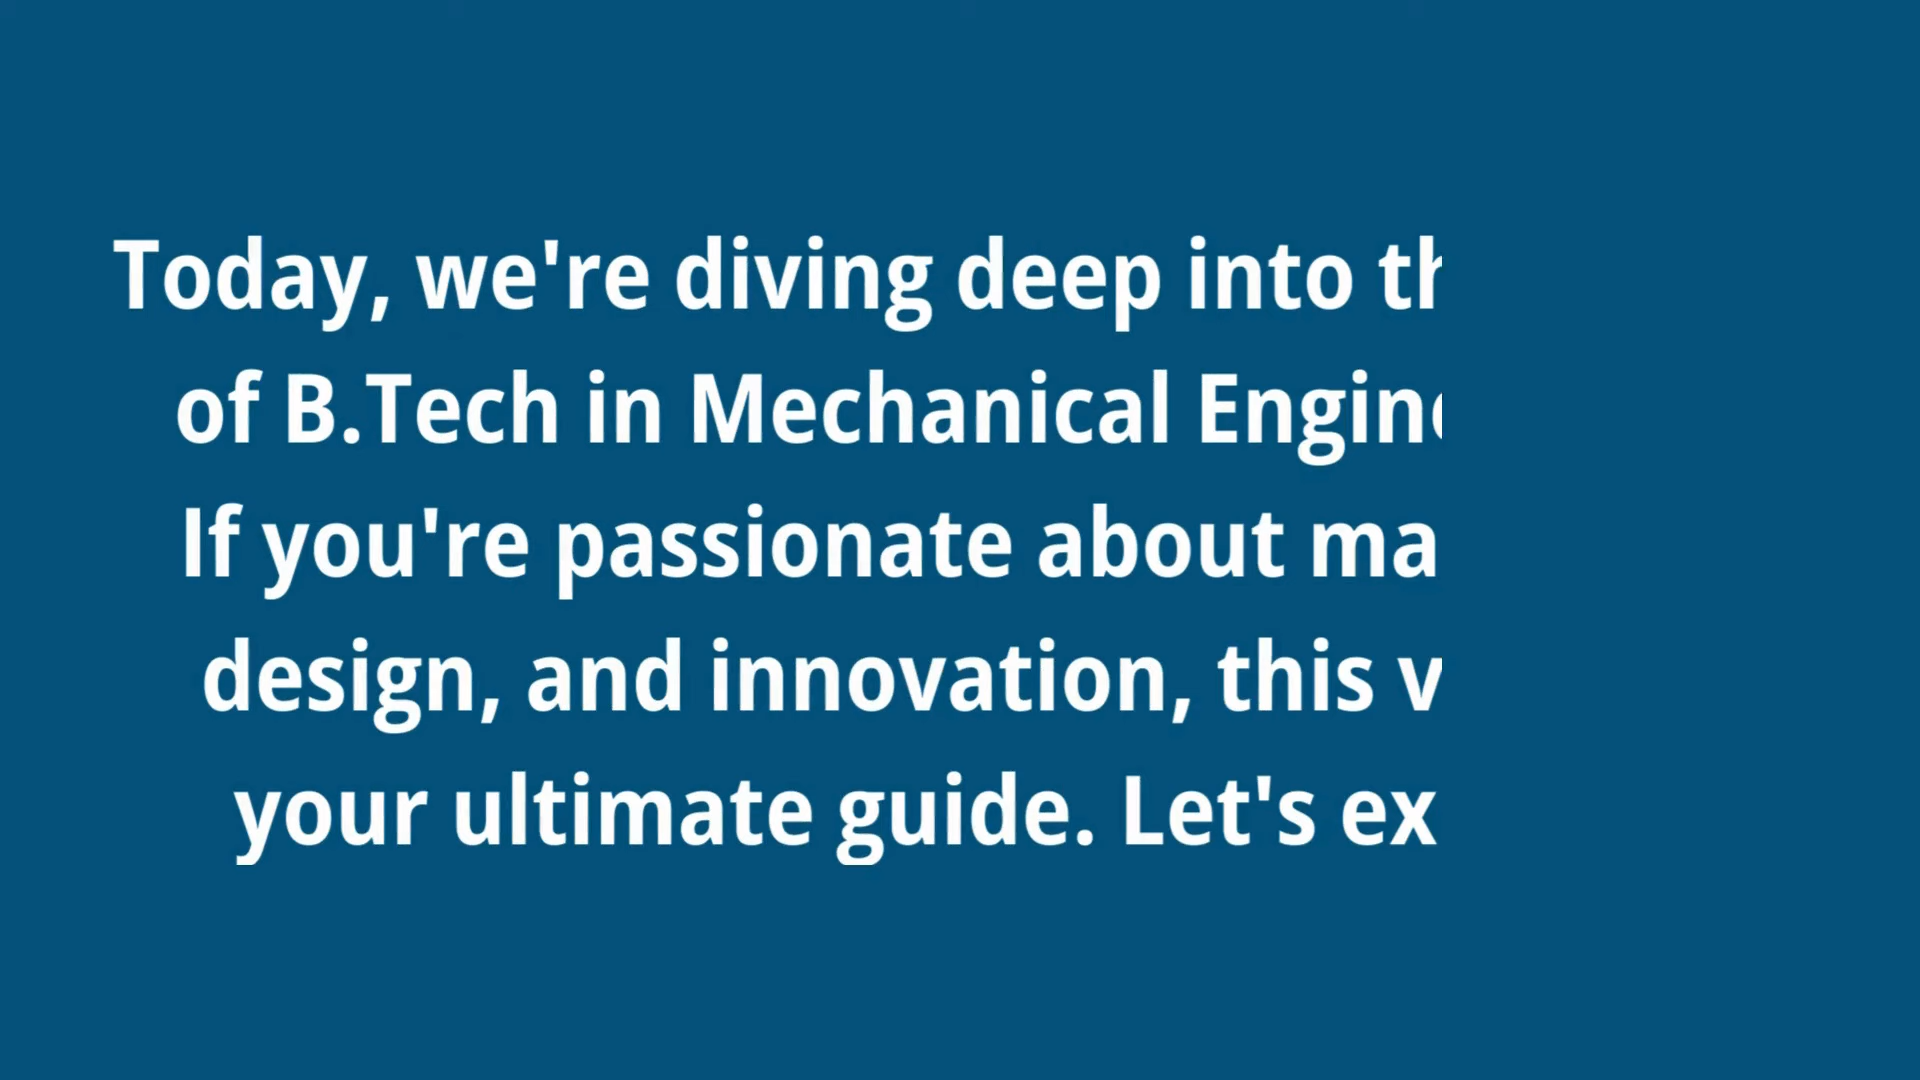 Today, we're diving deep into th
of B.Tech in Mechanical Engin
If you're passionate about ma
design, and innovation, this v
your ultimate guide. Let's ex